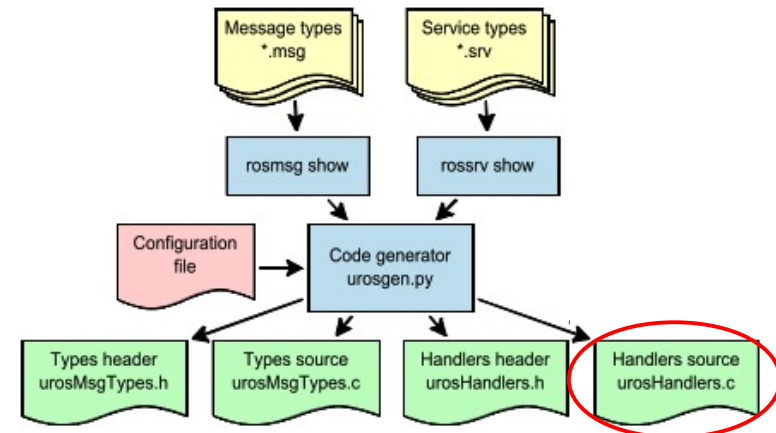 Message types
*.msg
Service types
*.srv
rosmsg show
rossrv show
Configuration
file
Code generator
urosgen.py
Types header
urosMsgTypes.h
Types source
urosMsgTypes.c
Handlers header
urosHandlers.h
Handlers source
urosHandlers.c